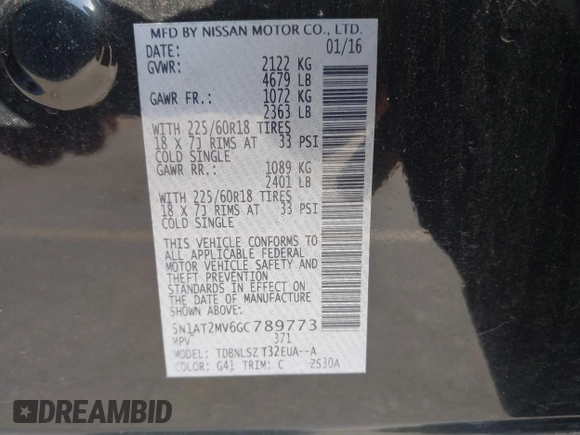 MFD BY NISSAN MOTOR CO., LTD.
DATE: 01/16
GVWR: 2122 KG
4679 LB
GAWR FR.: 1072 KG
2363 LB
WITH 225/60R18 TIRES
18 X 7J RIMS AT 33 PSI
COLD SINGLE
GAWR RR.: 1089 KG
2401 LB
WITH 225/60R18 TIRES
18 X 7J RIMS AT 33 PSI
COLD SINGLE
THIS VEHICLE CONFORMS TO
ALL APPLICABLE FEDERAL
MOTOR VEHICLE SAFETY AND
THEFT PREVENTION
STANDARDS IN EFFECT ON
THE DATE OF MANUFACTURE
SHOWN ABOVE.
5N1AT2MV6GC789773
MPV 371
MODEL: TDBNLSZ T32EUA--A
COLOR: G41 TRIM: C ZS30A
DREAMBID